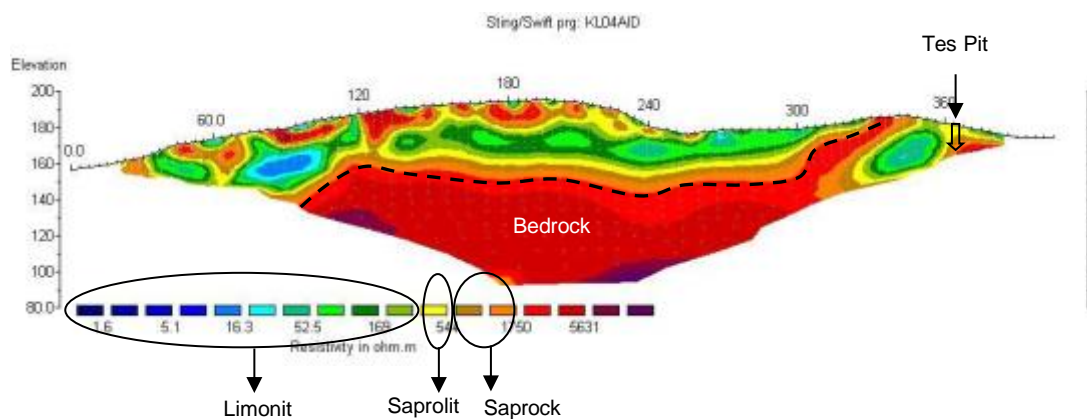 Sting/Swift prg: KL04AID
Tes Pit
Elevation
200
180
160
140
120
100
80.0
0.0
60.0
120
180
240
300
360
Bedrock
1.6 5.1 16.3 52.5 169 544 1750 5631
Resistivity in ohm.m
Limonit Saprolit Saprock